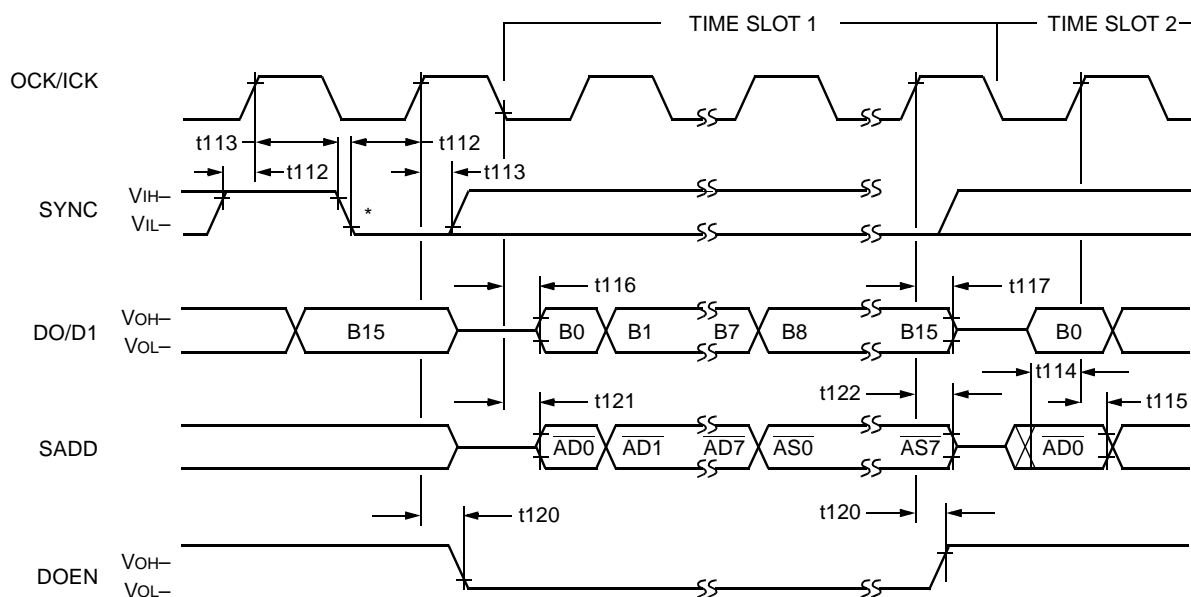 TIME SLOT 1 TIME SLOT 2
OCK/ICK
t113 t112
t112 t113
VIH–
SYNC
VIL– *
t116 t117
VOH–
DO/D1 B15 B0 B1 B7 B8 B15 B0
VOL–
t114
t121 t122 t115
SADD AD0 AD1 AD7 AS0 AS7 AD0
t120 t120
VOH–
DOEN
VOL–